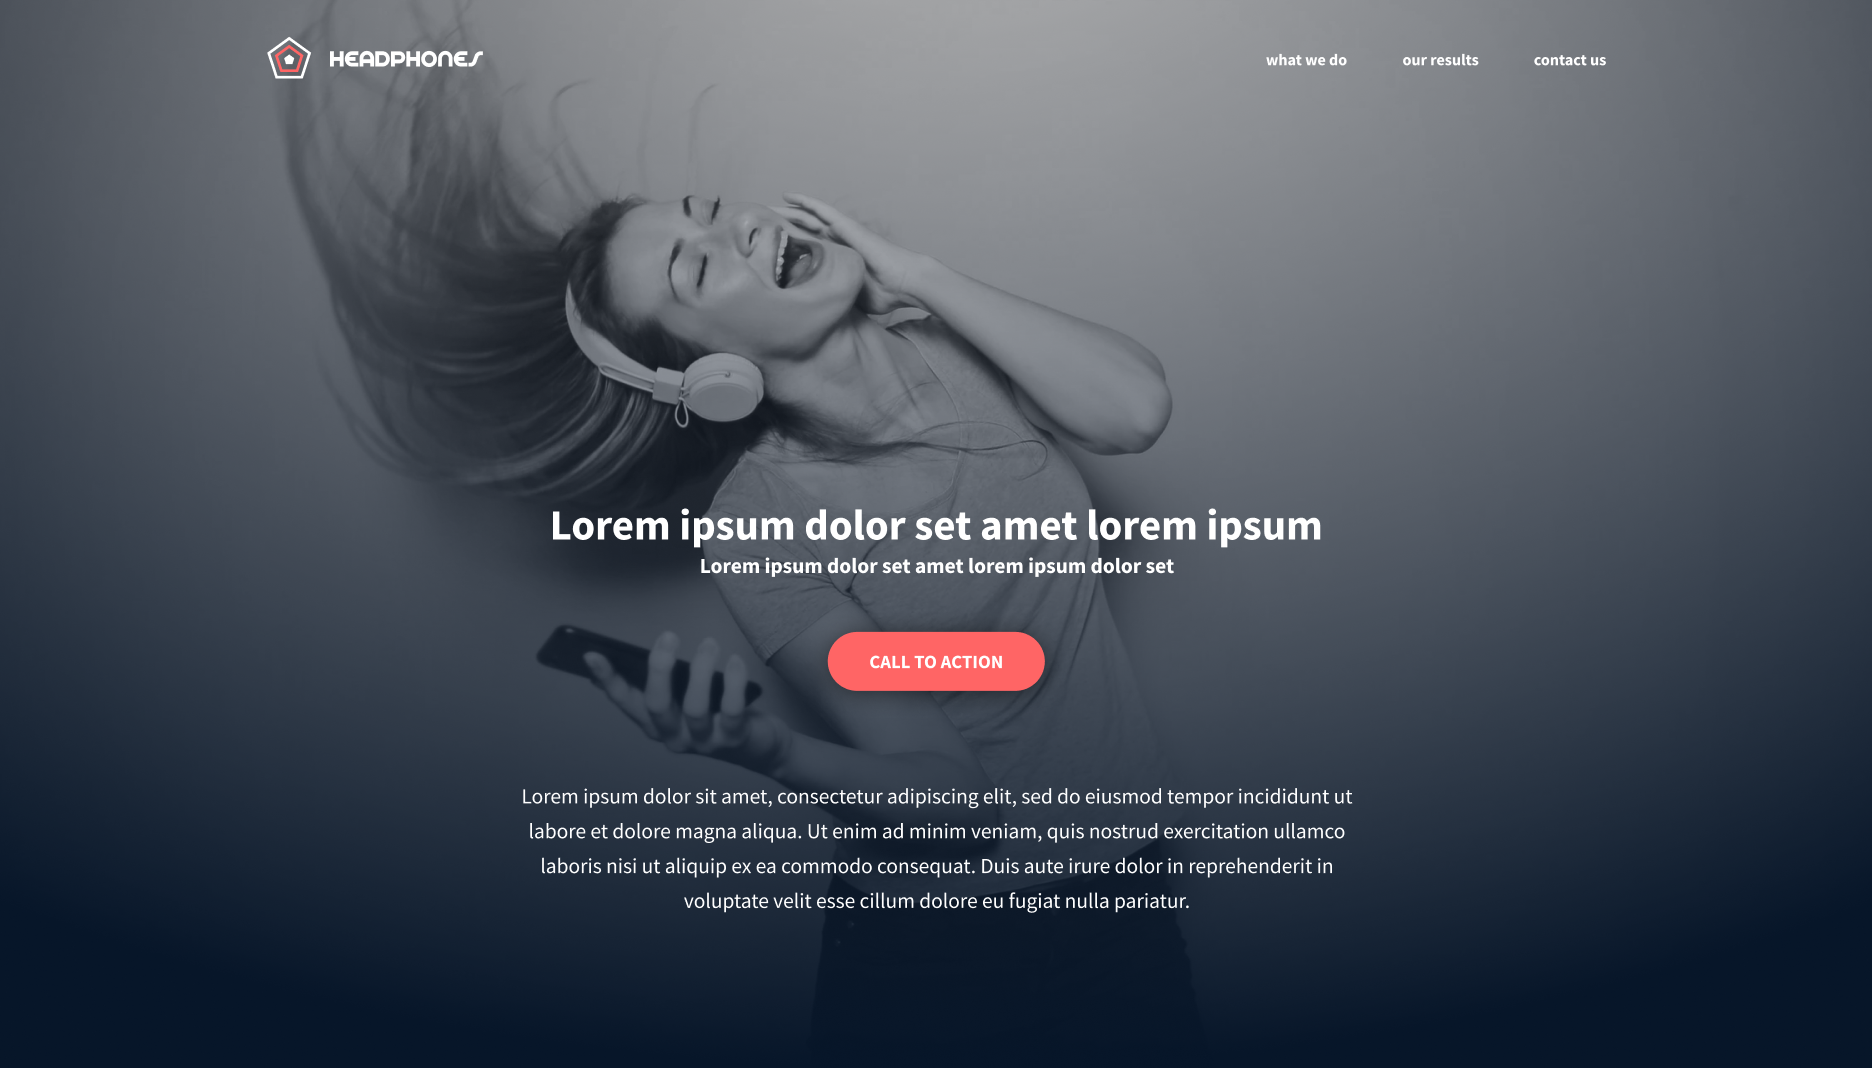 HEADPHONES
what we do
our results
contact us
Lorem ipsum dolor set amet lorem ipsum
Lorem ipsum dolor set amet lorem ipsum dolor set
CALL TO ACTION
Lorem ipsum dolor sit amet, consectetur adipiscing elit, sed do eiusmod tempor incididunt ut
labore et dolore magna aliqua. Ut enim ad minim veniam, quis nostrud exercitation ullamco
laboris nisi ut aliquip ex ea commodo consequat. Duis aute irure dolor in reprehenderit in
voluptate velit esse cillum dolore eu fugiat nulla pariatur.